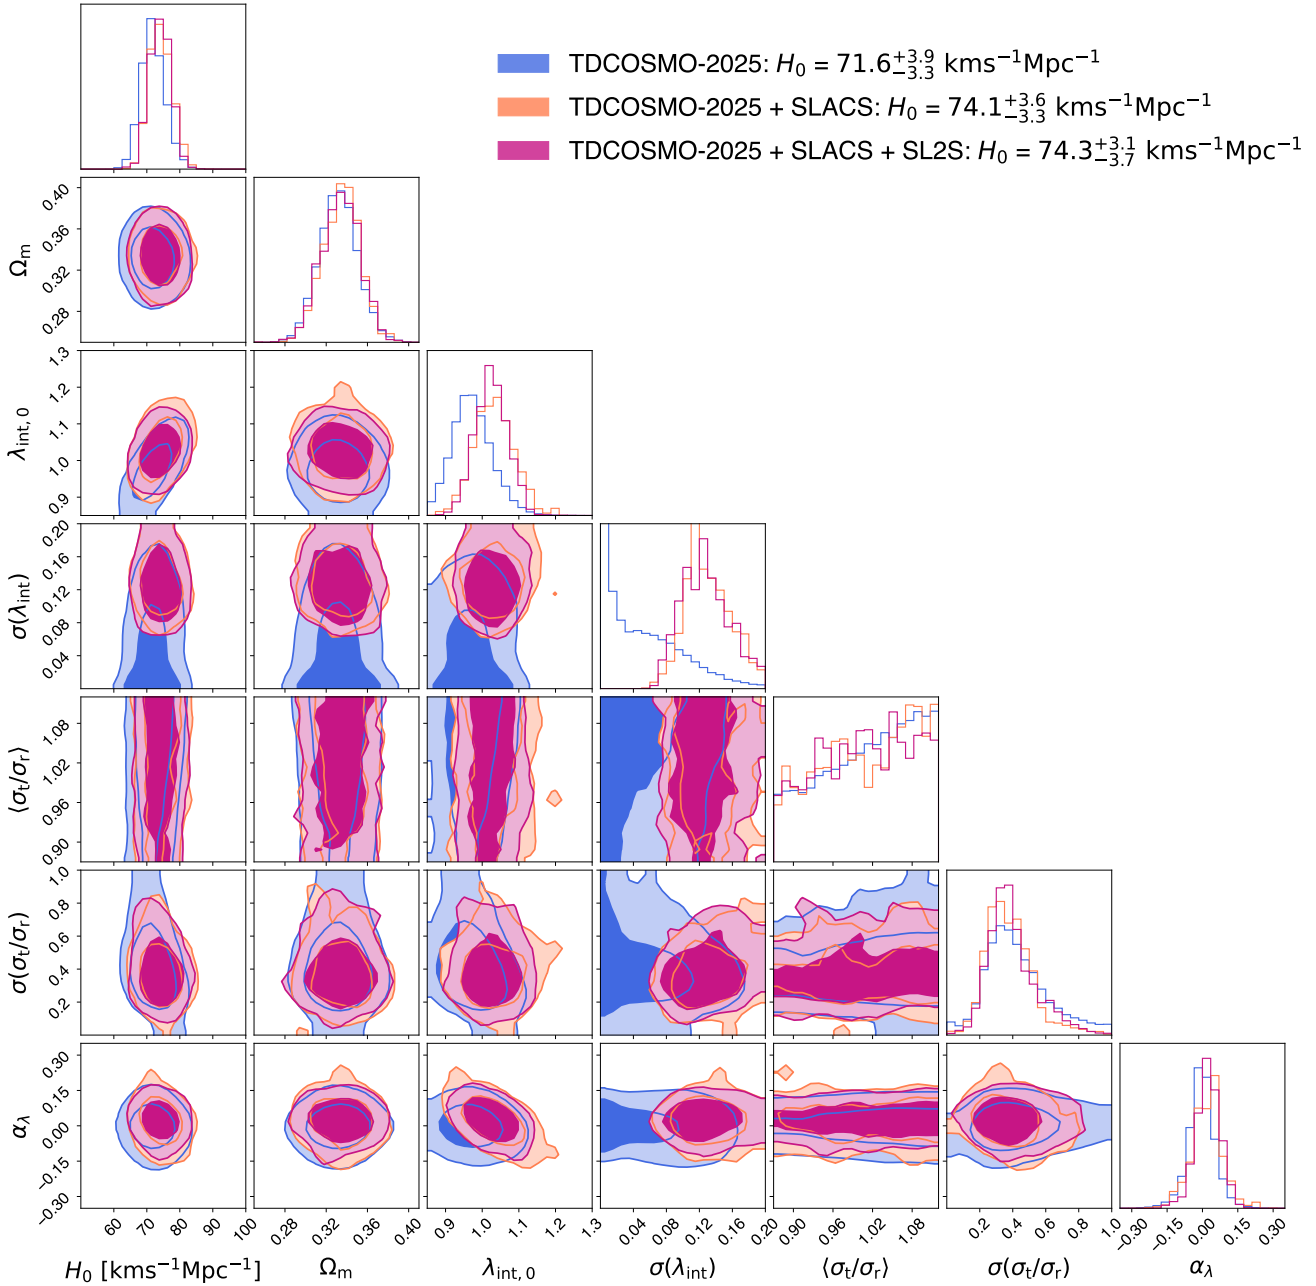 TDCOSMO-2025: H₀ = 71.6⁺³·⁹₋₃.₃ kms⁻¹Mpc⁻¹
TDCOSMO-2025 + SLACS: H₀ = 74.1⁺³·⁶₋₃.₃ kms⁻¹Mpc⁻¹
TDCOSMO-2025 + SLACS + SL2S: H₀ = 74.3⁺³·¹₋₃.₇ kms⁻¹Mpc⁻¹
Ωₘ
0.40
0.36
0.32
0.28
λint, 0
1.3
1.2
1.1
1.0
0.9
σ(λint)
0.20
0.16
0.12
0.08
0.04
⟨σt/σr⟩
1.08
1.02
0.96
0.90
σ(σt/σr)
1.0
0.8
0.6
0.4
0.2
αλ
0.30
0.15
0.00
−0.15
−0.30
60 70 80 90 100
0.28 0.32 0.36 0.40
0.9 1.0 1.1 1.2 1.3
0.04 0.08 0.12 0.16 0.20
0.90 0.96 1.02 1.08
0.2 0.4 0.6 0.8 1.0
−0.30 −0.15 0.00 0.15 0.30
H₀ [kms⁻¹Mpc⁻¹]
Ωₘ
λint, 0
σ(λint)
⟨σt/σr⟩
σ(σt/σr)
αλ